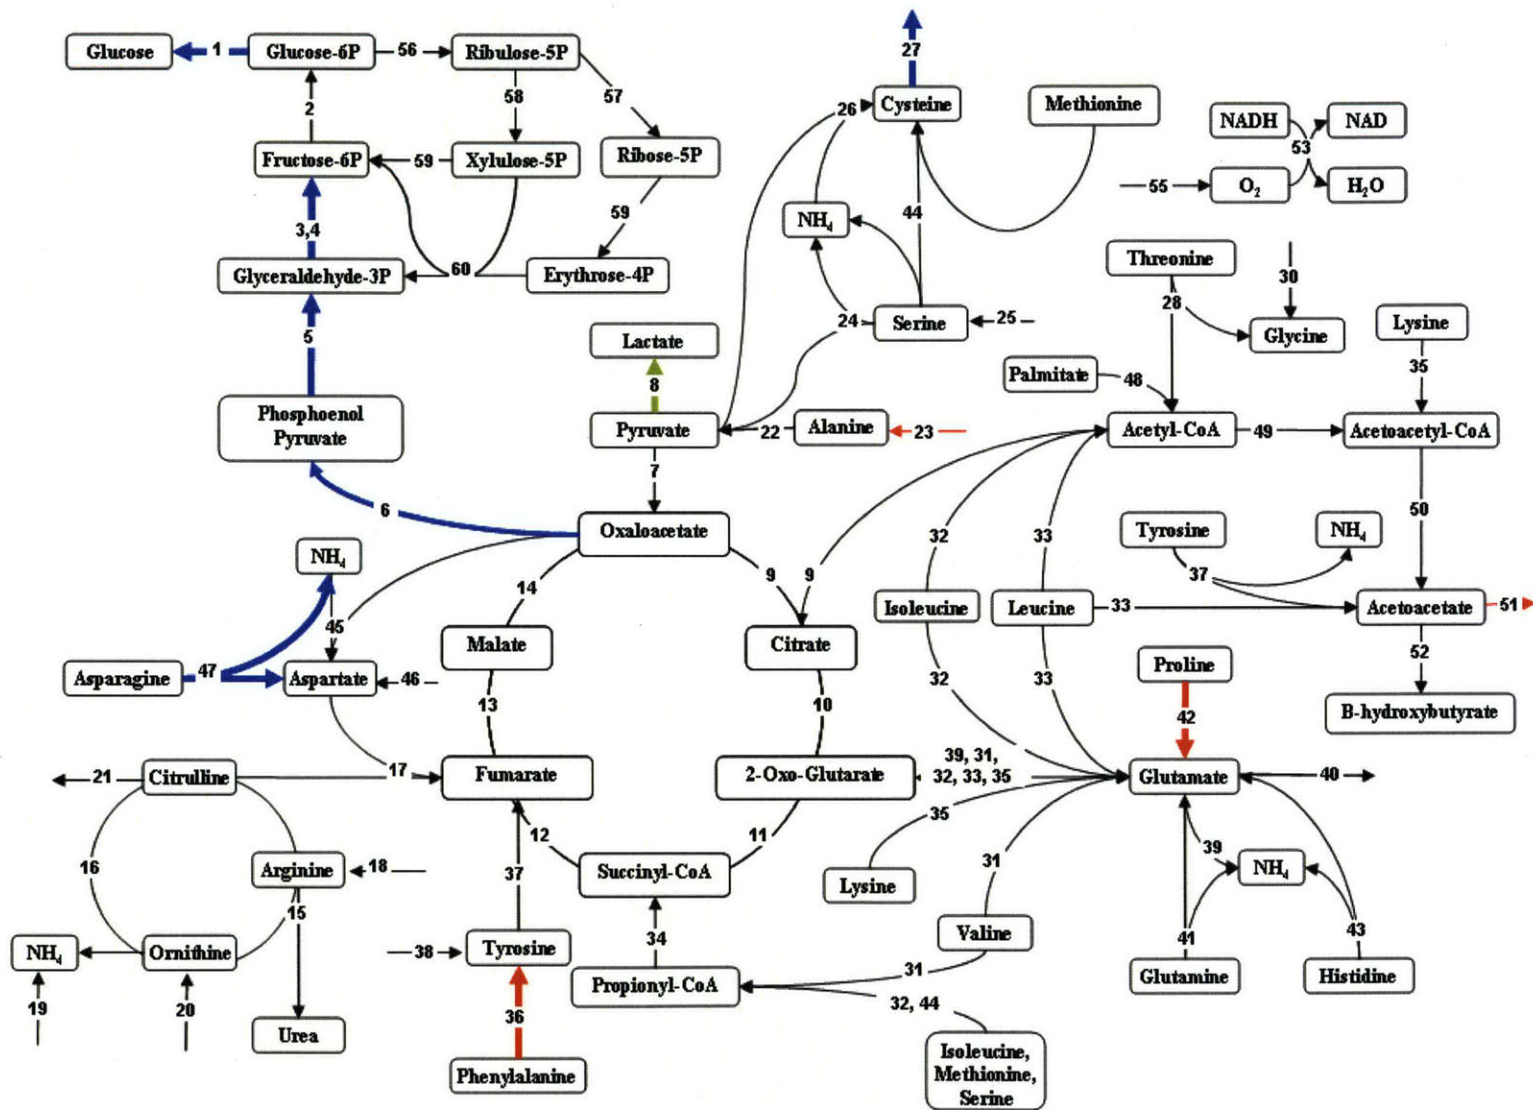 Glucose
1
Glucose-6P
56
Ribulose-5P
27
2
58
57
26
Cysteine
Methionine
NADH
NAD
53
Fructose-6P
59
Xylulose-5P
Ribose-5P
55
O2
H2O
3,4
59
NH4
44
Glyceraldehyde-3P
60
Erythrose-4P
Threonine
30
28
5
Lactate
24
Serine
25
Glycine
Lysine
8
Palmitate
48
35
Phosphoenol
Pyruvate
Pyruvate
22
Alanine
23
Acetyl-CoA
49
Acetoacetyl-CoA
7
6
Oxaloacetate
50
NH4
14
9
9
32
33
Tyrosine
NH4
37
45
Isoleucine
Leucine
33
Acetoacetate
51
Malate
Citrate
52
Asparagine
47
Aspartate
46
32
33
Proline
13
10
42
B-hydroxybutyrate
21
Citrulline
17
Fumarate
2-Oxo-Glutarate
39, 31,
32, 33, 35
Glutamate
40
35
12
11
39
16
Arginine
18
37
Succinyl-CoA
Lysine
31
NH4
15
NH4
Ornithine
38
Tyrosine
34
Valine
41
43
31
Propionyl-CoA
Glutamine
Histidine
19
20
36
32, 44
Urea
Phenylalanine
Isoleucine,
Methionine,
Serine